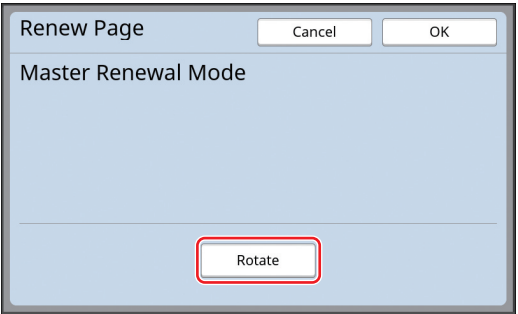 Renew Page
Cancel
OK
Master Renewal Mode
Rotate